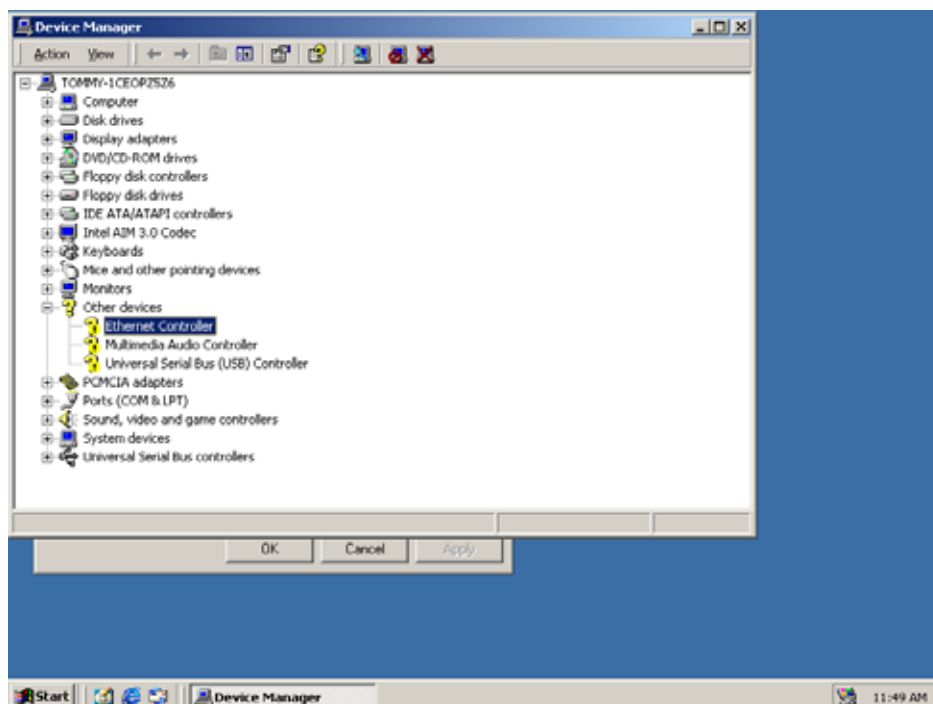 Device Manager
Action View
TOMMY-1CEOPZ5Z6
Computer
Disk drives
Display adapters
DVD/CD-ROM drives
Floppy disk controllers
Floppy disk drives
IDE ATA/ATAPI controllers
Intel AIM 3.0 Codec
Keyboards
Mice and other pointing devices
Monitors
Other devices
Ethernet Controller
Multimedia Audio Controller
Universal Serial Bus (USB) Controller
PCMCIA adapters
Ports (COM & LPT)
Sound, video and game controllers
System devices
Universal Serial Bus controllers
OK Cancel Apply
Start Device Manager 11:49 AM